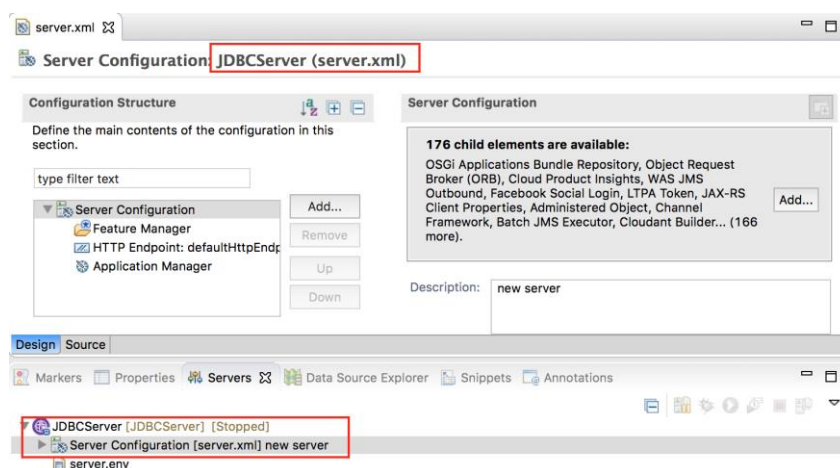 server.xml
Server Configuration: JDBCServer (server.xml)
Configuration Structure
Define the main contents of the configuration in this
section.
type filter text
Server Configuration
Feature Manager
HTTP Endpoint: defaultHttpEndp
Application Manager
Add...
Remove
Up
Down
Server Configuration
176 child elements are available:
OSGi Applications Bundle Repository, Object Request
Broker (ORB), Cloud Product Insights, WAS JMS
Outbound, Facebook Social Login, LTPA Token, JAX-RS
Client Properties, Administered Object, Channel
Framework, Batch JMS Executor, Cloudant Builder... (166
more).
Add...
Description: new server
Design Source
Markers Properties Servers Data Source Explorer Snippets Annotations
JDBCServer [JDBCServer] [Stopped]
Server Configuration [server.xml] new server
server.env